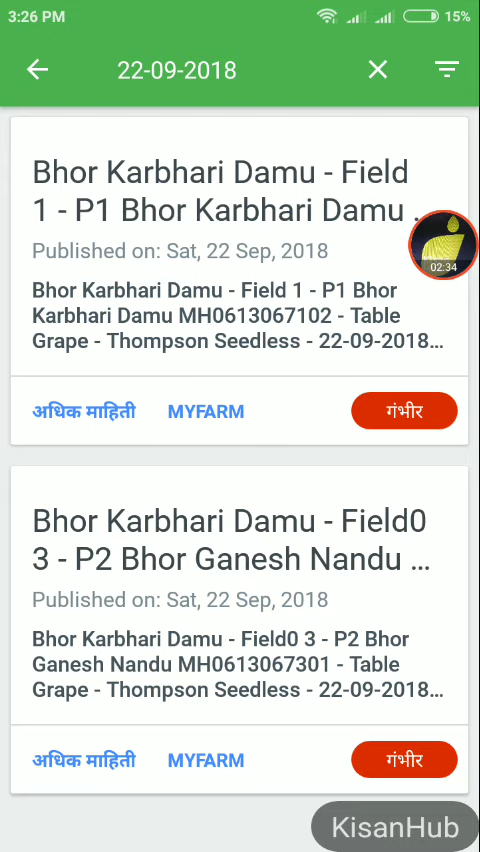 3:26 PM 15%
22-09-2018
Bhor Karbhari Damu - Field
1 - P1 Bhor Karbhari Damu .
Published on: Sat, 22 Sep, 2018
02:34
Bhor Karbhari Damu - Field 1 - P1 Bhor
Karbhari Damu MH0613067102 - Table
Grape - Thompson Seedless - 22-09-2018...
अधिक माहिती MYFARM गंभीर
Bhor Karbhari Damu - Field0
3 - P2 Bhor Ganesh Nandu ...
Published on: Sat, 22 Sep, 2018
Bhor Karbhari Damu - Field0 3 - P2 Bhor
Ganesh Nandu MH0613067301 - Table
Grape - Thompson Seedless - 22-09-2018...
अधिक माहिती MYFARM गंभीर
KisanHub